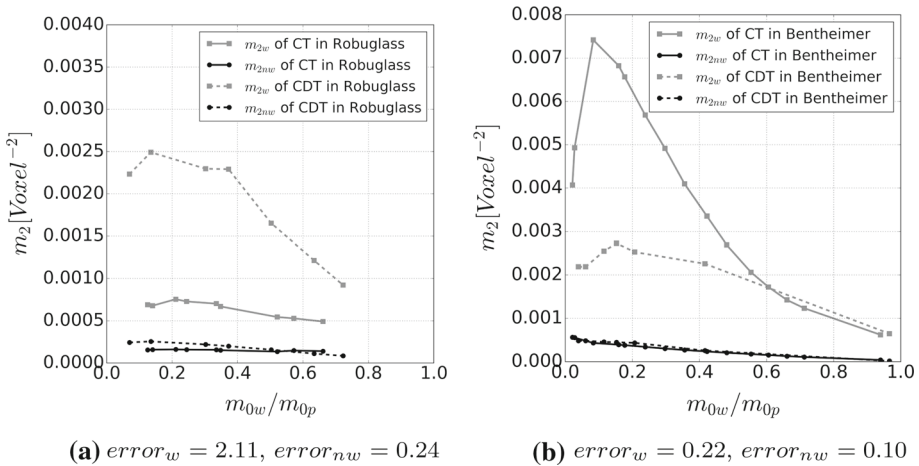 0.0040
0.0035
0.0030
0.0025
0.0020
0.0015
0.0010
0.0005
0.0000
m₂[Voxel⁻²]
m₂w of CT in Robuglass
m₂nw of CT in Robuglass
m₂w of CDT in Robuglass
m₂nw of CDT in Robuglass
0.0 0.2 0.4 0.6 0.8 1.0
m₀w/m₀p
(a) error_w = 2.11, error_nw = 0.24
0.008
0.007
0.006
0.005
0.004
0.003
0.002
0.001
0.000
m₂[Voxel⁻²]
m₂w of CT in Bentheimer
m₂nw of CT in Bentheimer
m₂w of CDT in Bentheimer
m₂nw of CDT in Bentheimer
0.0 0.2 0.4 0.6 0.8 1.0
m₀w/m₀p
(b) error_w = 0.22, error_nw = 0.10